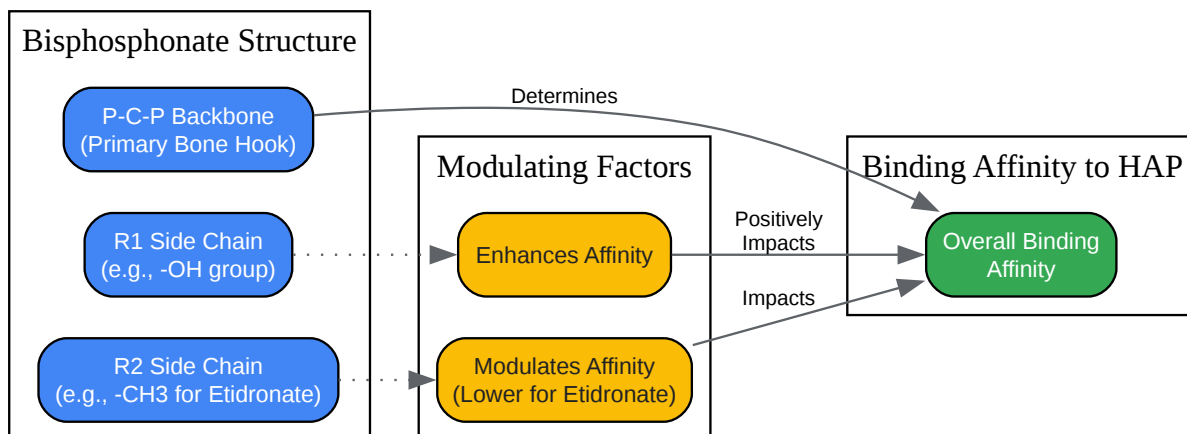 Bisphosphonate Structure
P-C-P Backbone
(Primary Bone Hook)
R1 Side Chain
(e.g., -OH group)
R2 Side Chain
(e.g., -CH3 for Etidronate)
Determines
Modulating Factors
Enhances Affinity
Modulates Affinity
(Lower for Etidronate)
Positively
Impacts
Impacts
Binding Affinity to HAP
Overall Binding
Affinity